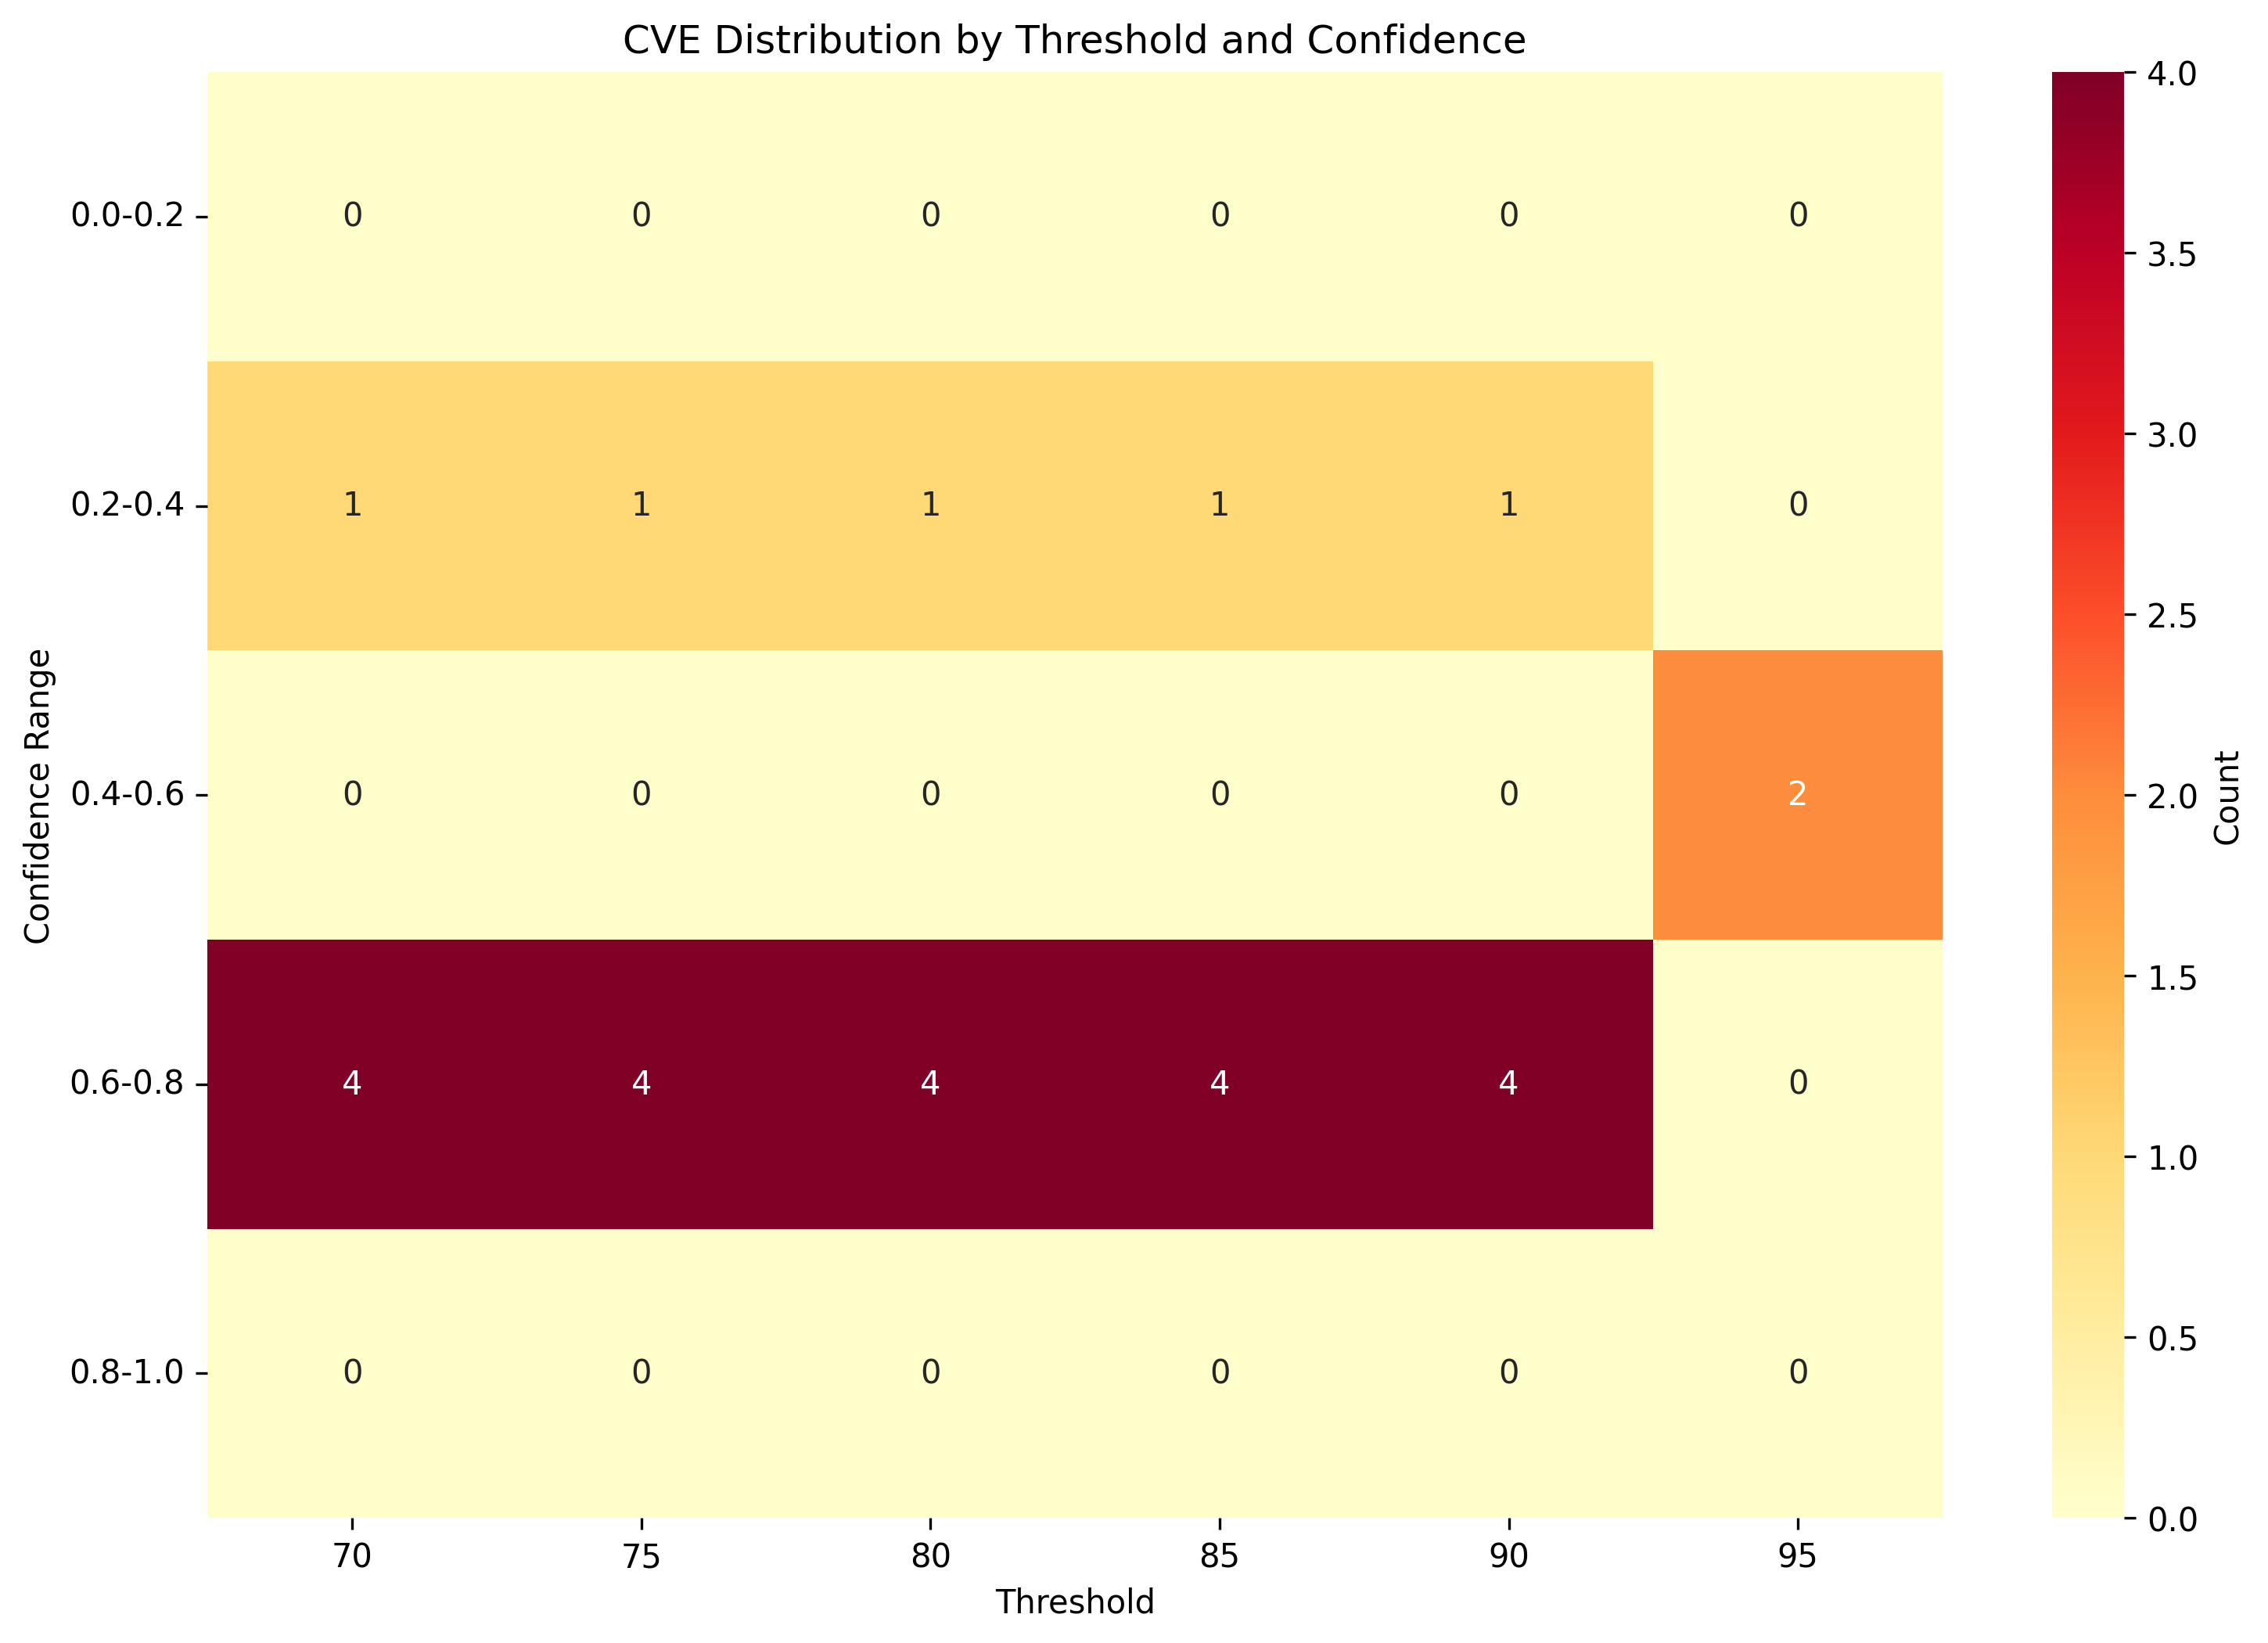 CVE Distribution by Threshold and Confidence
Confidence Range
0.0-0.2 0 0 0 0 0 0
0.2-0.4 1 1 1 1 1 0
0.4-0.6 0 0 0 0 0 2
0.6-0.8 4 4 4 4 4 0
0.8-1.0 0 0 0 0 0 0
70 75 80 85 90 95
Threshold
4.0
3.5
3.0
2.5
2.0
1.5
1.0
0.5
0.0
Count